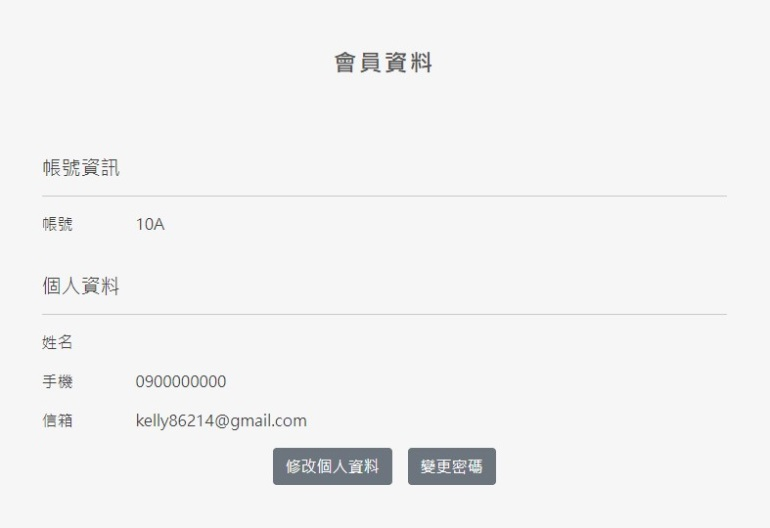 會員資料
帳號資訊
帳號 10A
個人資料
姓名
手機 0900000000
信箱 kelly86214@gmail.com
修改個人資料 變更密碼